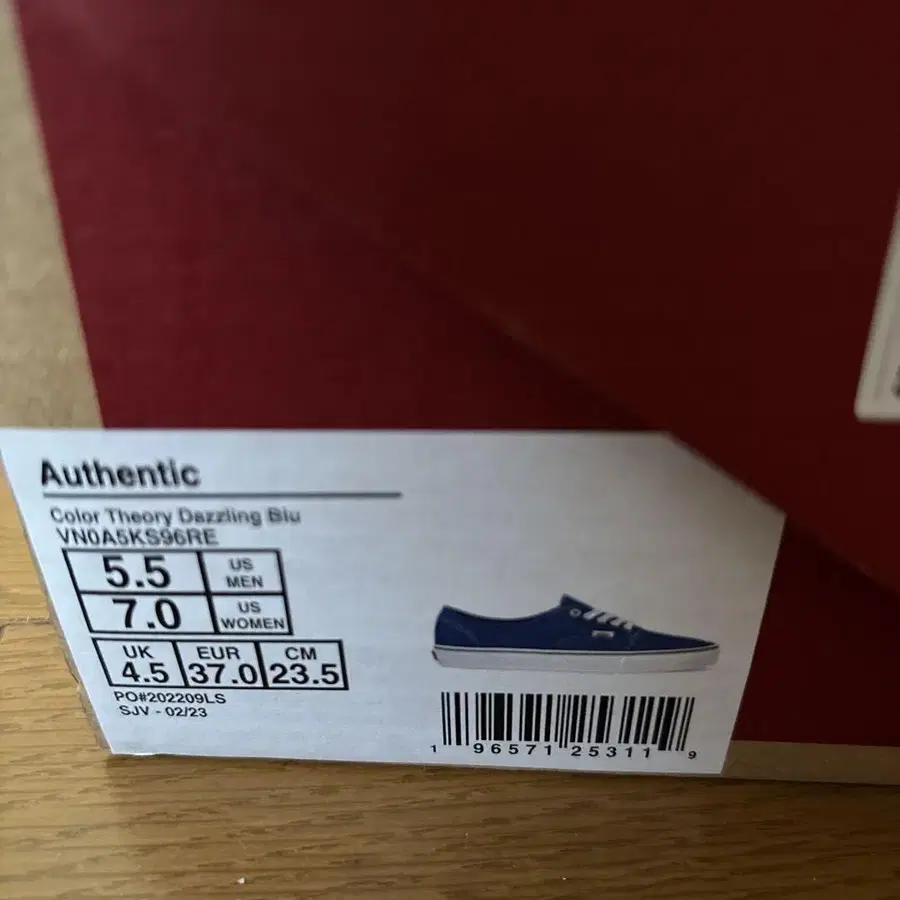 Authentic
Color Theory Dazzling Blu
VN0A5KS96RE
5.5 US MEN
7.0 US WOMEN
UK EUR CM
4.5 37.0 23.5
PO#202209LS
SJV - 02/23
1 96571 25311 9